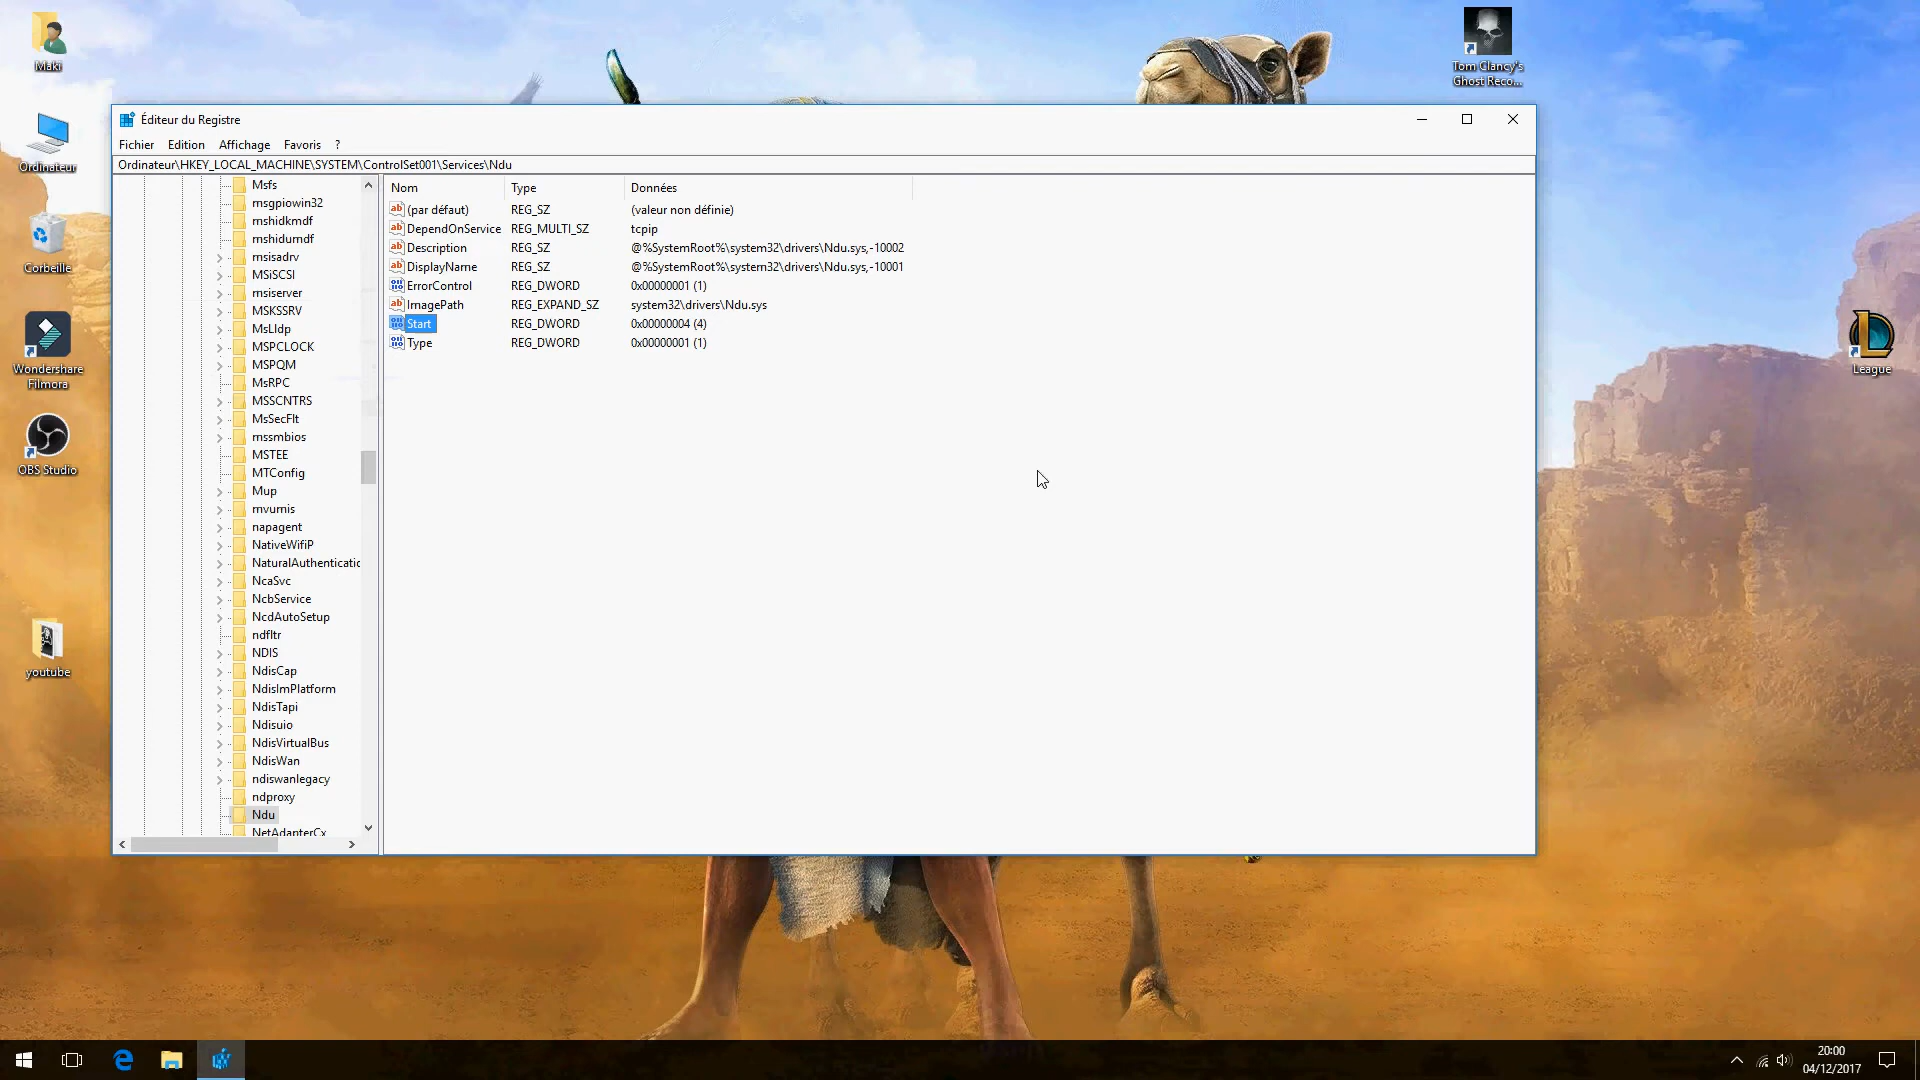 Maki
Ordinateur
Corbeille
Wondershare
Filmora
OBS Studio
youtube
Tom Clancy's
Ghost Reco...
League
Éditeur du Registre
Fichier Edition Affichage Favoris ?
Ordinateur\HKEY_LOCAL_MACHINE\SYSTEM\ControlSet001\Services\Ndu
Msfs
msgpiowin32
mshidkmdf
mshidumdf
msisadrv
MSiSCSI
msiserver
MSKSSRV
MsLldp
MSPCLOCK
MSPQM
MsRPC
MSSCNTRS
MsSecFlt
mssmbios
MSTEE
MTConfig
Mup
mvumis
napagent
NativeWifiP
NaturalAuthenticatic
NcaSvc
NcbService
NcdAutoSetup
ndfltr
NDIS
NdisCap
NdisImPlatform
NdisTapi
Ndisuio
NdisVirtualBus
NdisWan
ndiswanlegacy
ndproxy
Ndu
NetAdapterCx
Nom Type Données
(par défaut) REG_SZ (valeur non définie)
DependOnService REG_MULTI_SZ tcpip
Description REG_SZ @%SystemRoot%\system32\drivers\Ndu.sys,-10002
DisplayName REG_SZ @%SystemRoot%\system32\drivers\Ndu.sys,-10001
ErrorControl REG_DWORD 0x00000001 (1)
ImagePath REG_EXPAND_SZ system32\drivers\Ndu.sys
Start REG_DWORD 0x00000004 (4)
Type REG_DWORD 0x00000001 (1)
20:00
04/12/2017